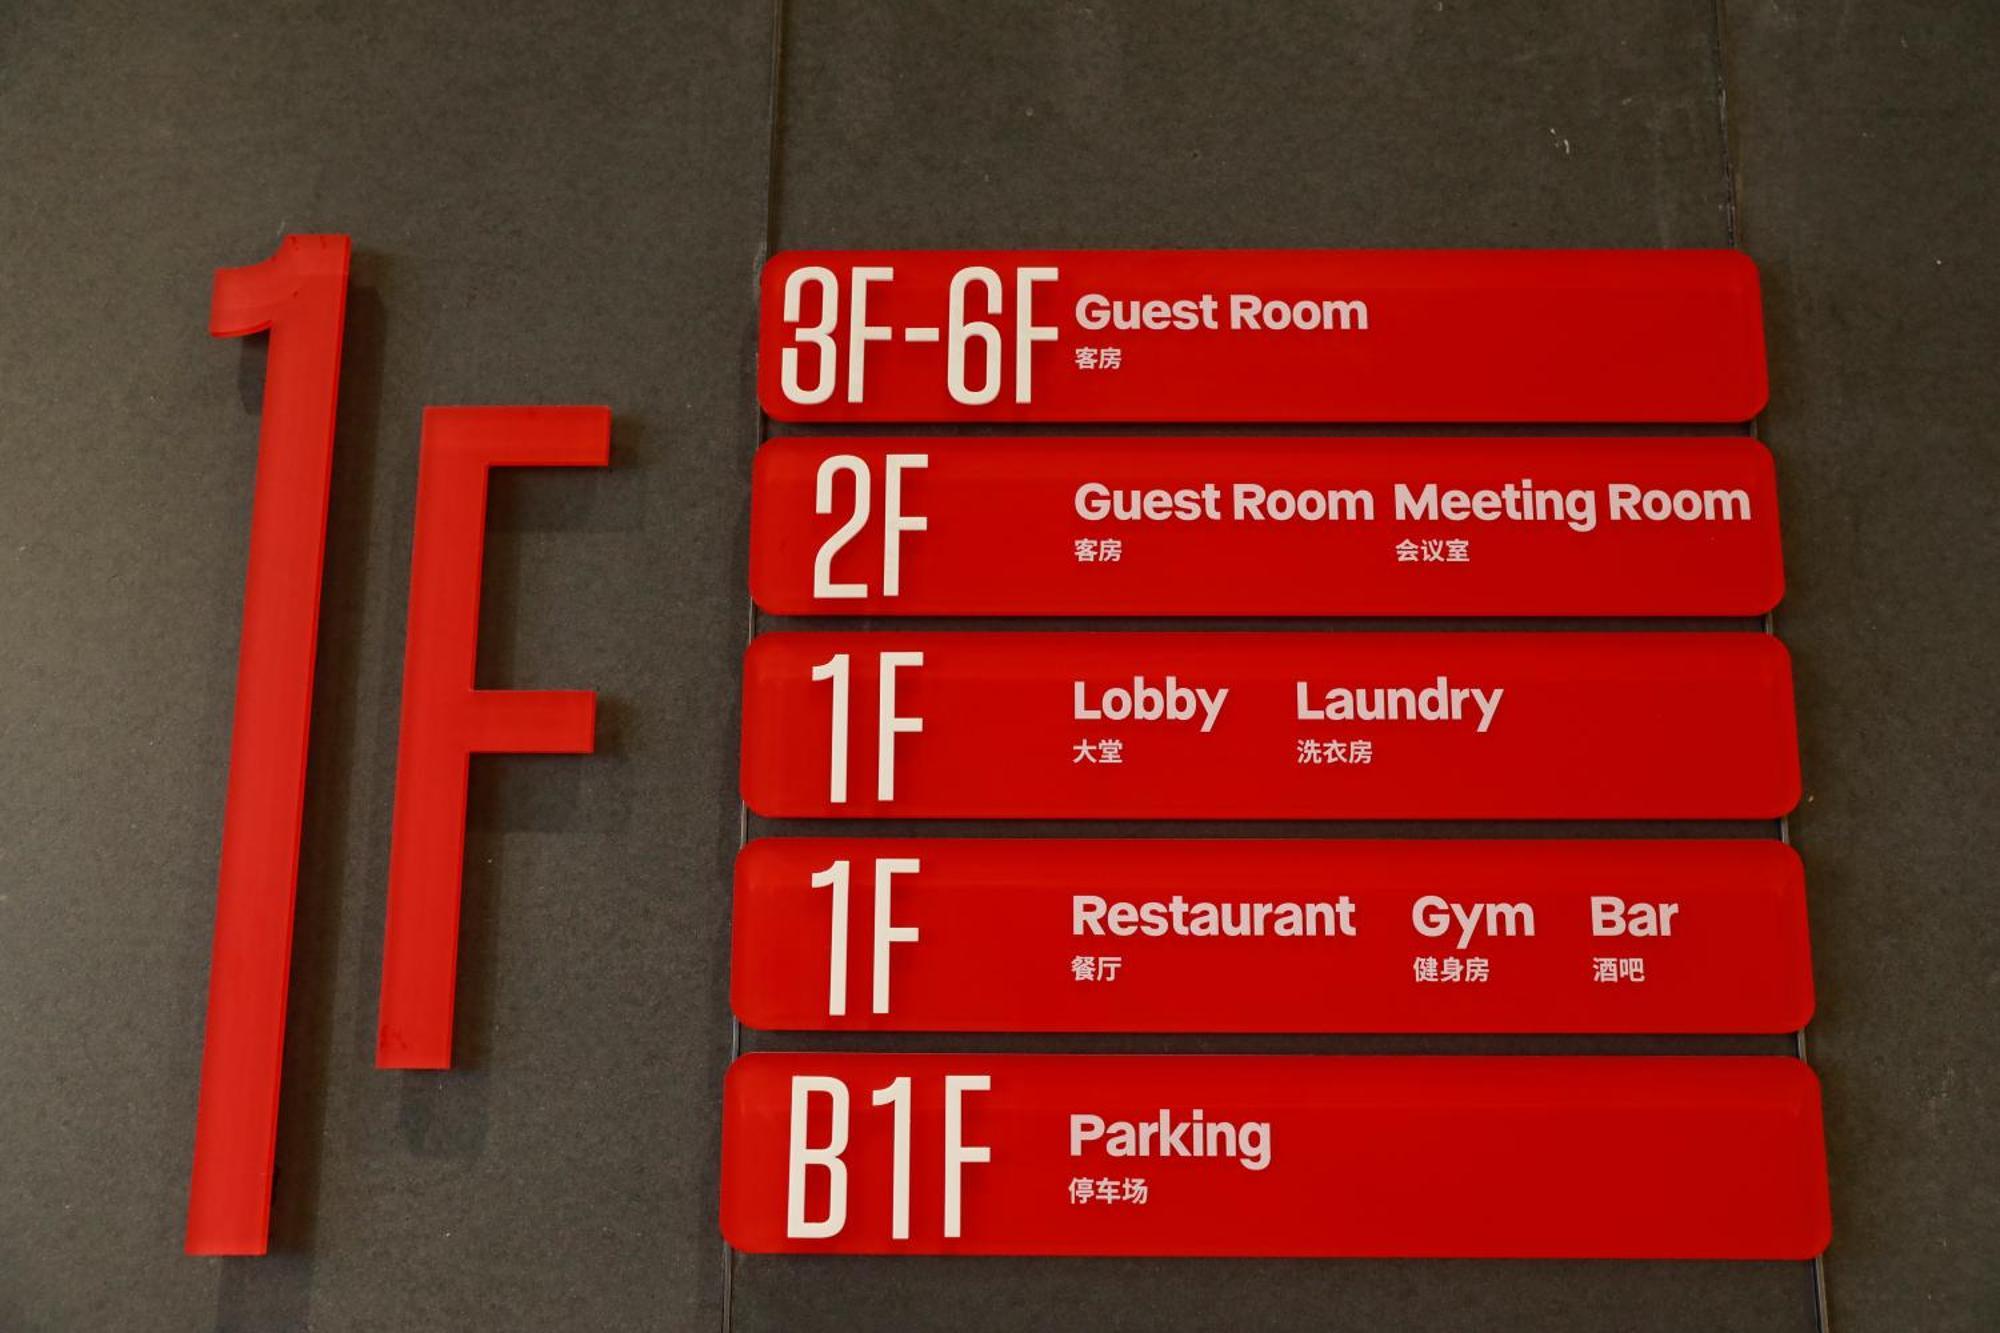 1F
3F-6F Guest Room
客房
2F Guest Room Meeting Room
客房 会议室
1F Lobby Laundry
大堂 洗衣房
1F Restaurant Gym Bar
餐厅 健身房 酒吧
B1F Parking
停车场